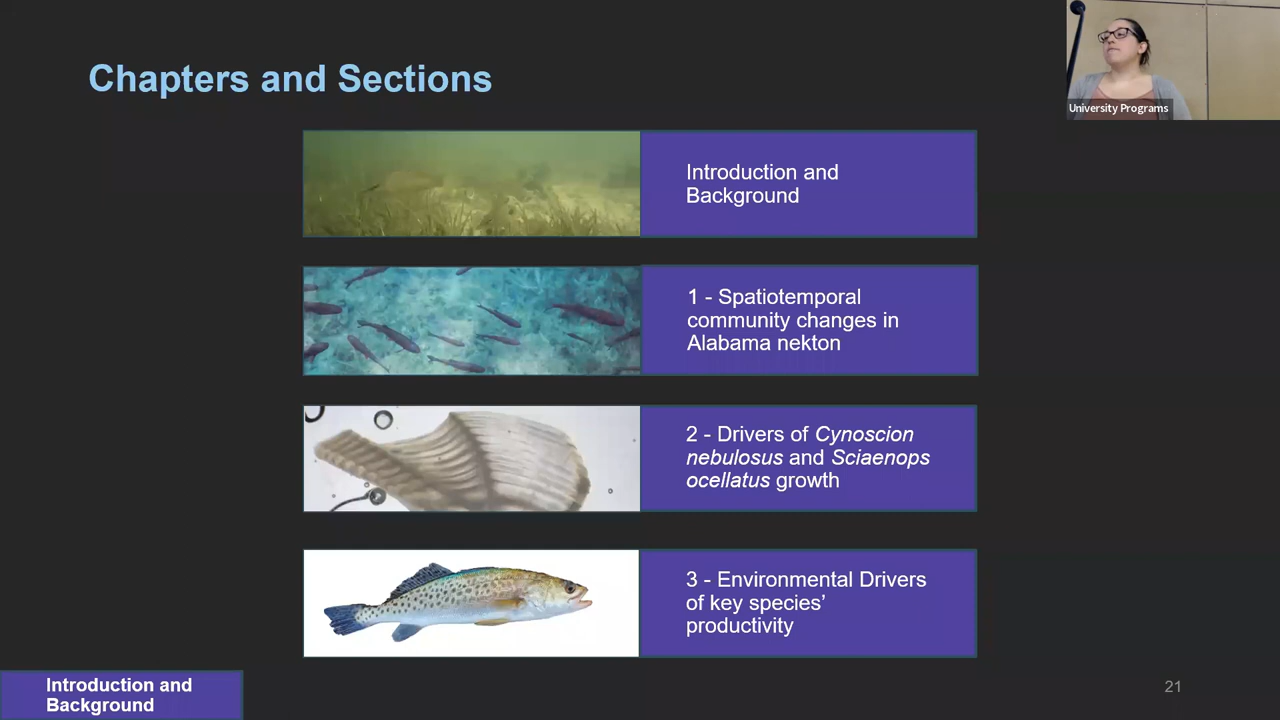 Chapters and Sections
University Programs
Introduction and
Background
1 - Spatiotemporal
community changes in
Alabama nekton
2 - Drivers of Cynoscion
nebulosus and Sciaenops
ocellatus growth
3 - Environmental Drivers
of key species’
productivity
Introduction and
Background
21